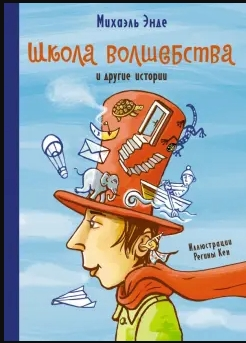 Михаэль Энде
Школа волшебства
и другие истории
Иллюстрации
Регины Кен